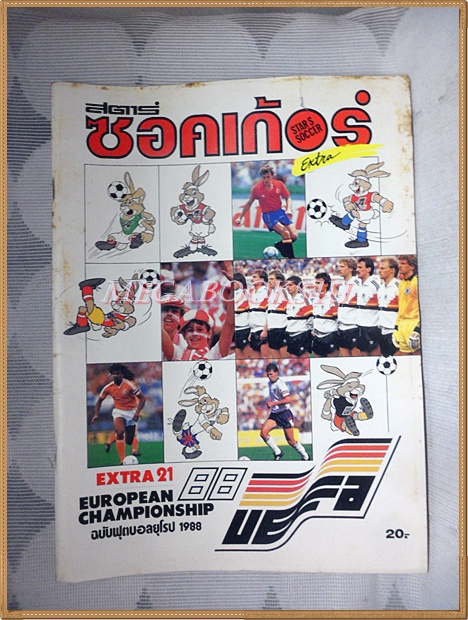 สตาร์
ซอคเก้อร์
STAR'S
SOCCER
Extra
EXTRA 21
EUROPEAN
CHAMPIONSHIP
ฉบับฟุตบอลยุโรป 1988
88
UEFA
20.-